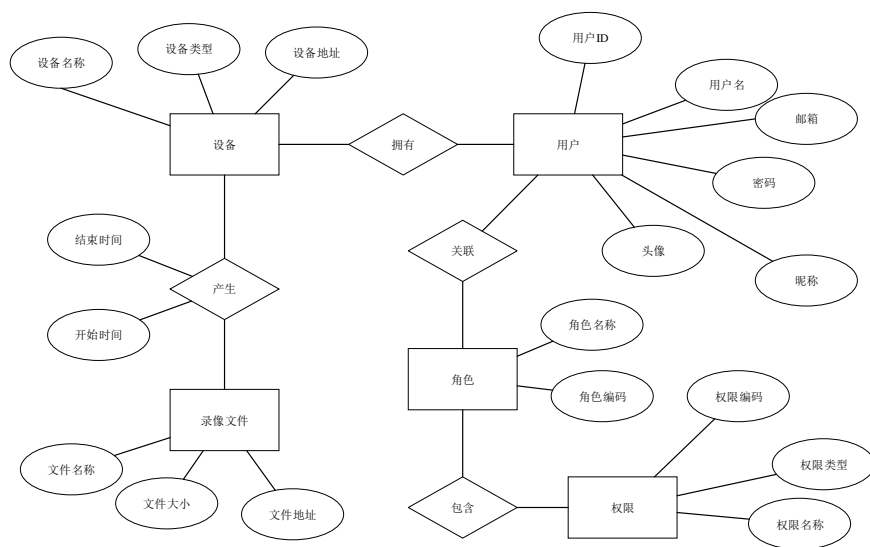 用户ID
设备类型
设备地址
设备名称
用户名
邮箱
设备
拥有
用户
密码
结束时间
关联
头像
昵称
产生
开始时间
角色名称
角色
角色编码
权限编码
录像文件
文件名称
权限类型
文件大小
文件地址
包含
权限
权限名称